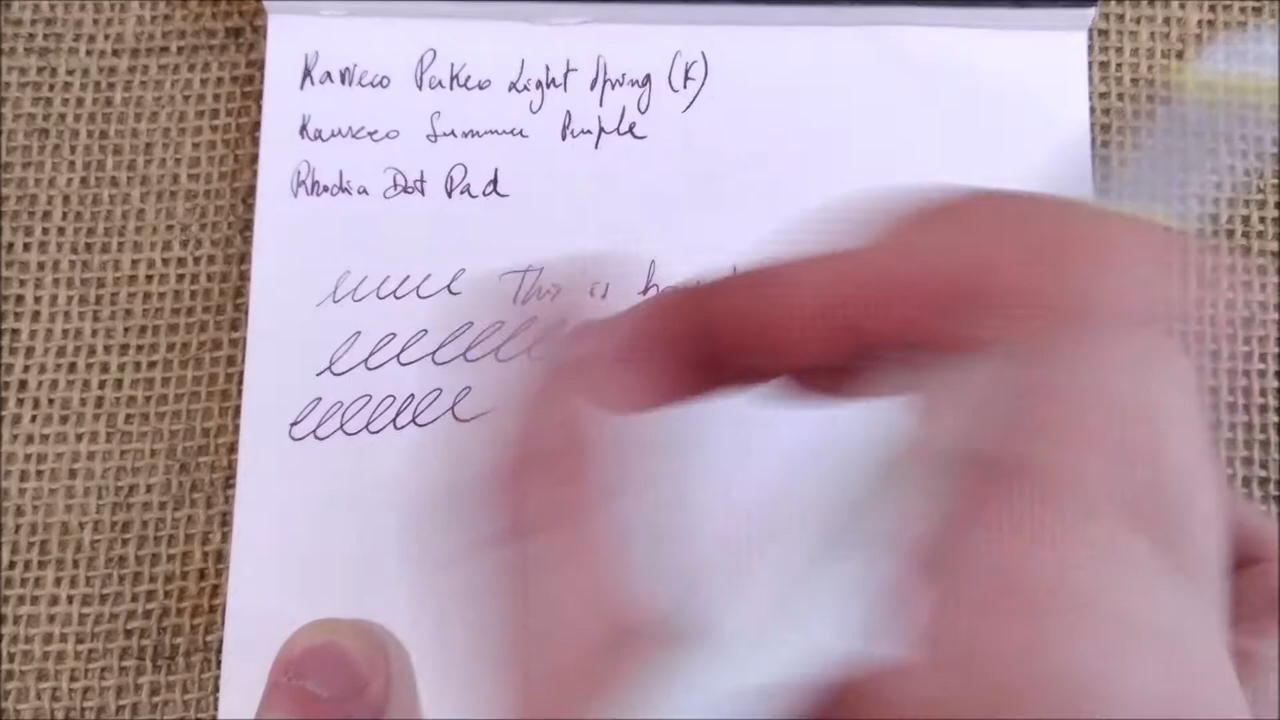 Kaweco Perkeo Light Spring (F)
Kaweco Summer Purple
Rhodia Dot Pad
This is